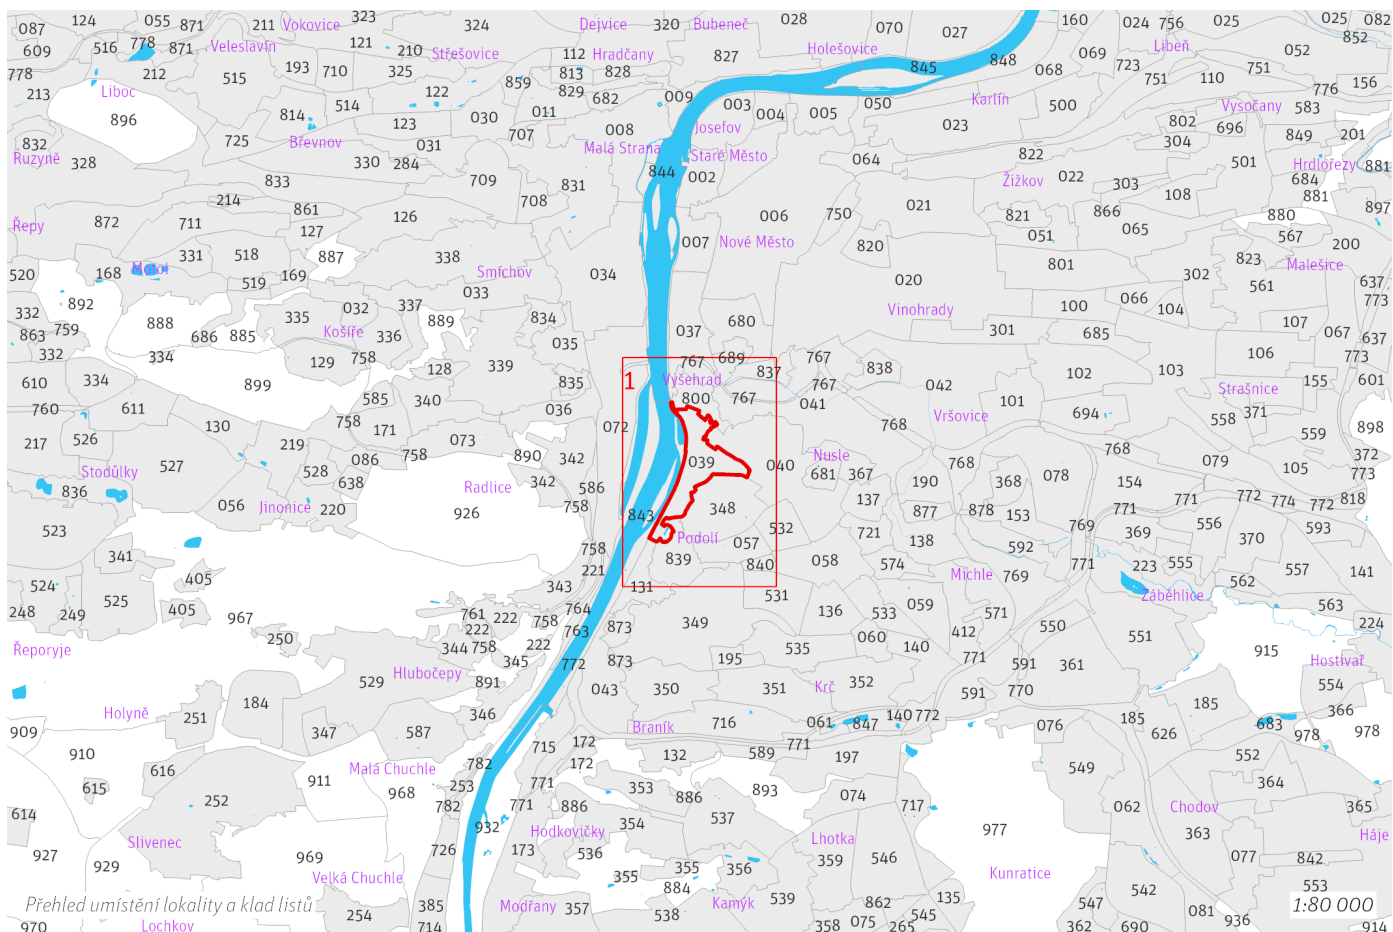 087 124 055 871 211 Vokovice 323 324 Dejvice 320 Bubeneč 028 070 027 160 024 756 025 025 082
609 516 778 871 Veleslavín 121 210 Střešovice 112 Hradčany 827 Holešovice 069 Libeň 052 852
778 212 515 193 710 325 859 813 828 845 848 068 723 751 110 751 776 156
213 Liboc 122 829 682 009 003 050 Karlín 500 Vysočany 583
896 814 514 123 030 011 008 Josefov 004 005 023 802 696 849 201
832 725 Břevnov 031 707 Malá Strana Staré Město 304
Ruzyně 328 330 284 064 822 501 Hrdlořezy 881
833 709 831 844 002 Žižkov 022 303 108 684 881
214 861 708 021 821 866 880 897
Řepy 872 711 127 126 006 750 051 065 567
331 518 887 338 007 Nové Město 820 801 823 200
520 168 Motol 519 169 Smíchov 034 020 302 561 Malešice 637
892 033 066 773
332 888 335 032 337 889 834 037 680 Vinohrady 100 104 107
863 759 686 885 Košíře 336 035 301 685 067 637
332 334 129 758 128 339 767 689 767 838 106 773
610 334 899 835 1 Vyšehrad 837 042 102 103 155 601
760 611 585 340 036 800 767 767 041 101 Strašnice
217 526 130 758 171 072 768 Vršovice 694 558 371 559 898
219 086 758 073 890 342 039 040 Nusle 768 768 079 372
Stodůlky 527 528 638 Radlice 342 586 681 367 190 368 078 154 105 773
836 056 Jinonice 220 926 758 843 348 137 877 878 153 771 771 772 774 772 818
523 Podolí 532 721 138 592 769 369 556 593
341 758 839 057 574 370
524 405 343 221 131 840 058 Michle 769 771 223 555 562 557 141
248 249 525 405 967 761 222 758 764 531 136 533 059 571 Záběhlice 563
250 222 763 873 349 060 412 550 551 224
Řeporyje 344 758 222 535 140 771 915
345 772 873 195 591 361 Hostivař
529 Hlubočepy 891 043 350 351 Krč 352 591 770 554
Holyně 251 184 346 716 061 847 140 772 185 185 366
909 347 587 Braník 771 076 626 683 978 978
910 616 Malá Chuchle 782 715 172 172 132 589 197 549 552
615 911 968 253 771 353 886 893 074 364
614 252 782 771 886 354 537 717 062 Chodov 365
Slivenec 932 Hodkovičky Lhotka 977 363 Háje
927 929 969 726 173 536 355 356 359 546 077 842
Velká Chuchle 355 884 Kunratice 553
Přehled umístění lokality a klad listů 385 Modřany 357 Kamýk 539 862 135 547 542 081 1:80 000
970 Lochkov 254 714 538 358 075 265 545 362 690 936 914